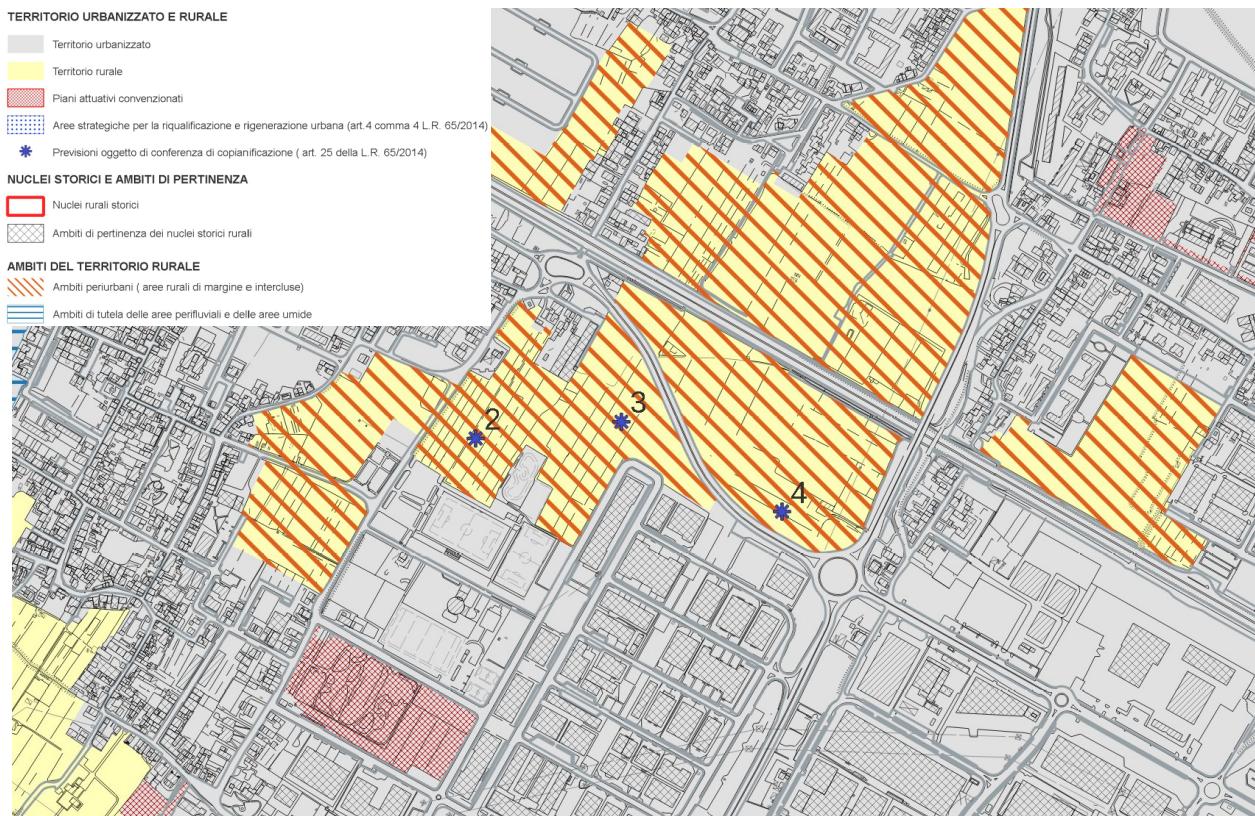 TERRITORIO URBANIZZATO E RURALE
Territorio urbanizzato
Territorio rurale
Piani attuativi convenzionati
Aree strategiche per la riqualificazione e rigenerazione urbana (art.4 comma 4 L.R. 65/2014)
Previsioni oggetto di conferenza di copianificazione ( art. 25 della L.R. 65/2014)
NUCLEI STORICI E AMBITI DI PERTINENZA
Nuclei rurali storici
Ambiti di pertinenza dei nuclei storici rurali
AMBITI DEL TERRITORIO RURALE
Ambiti periurbani ( aree rurali di margine e intercluse)
Ambiti di tutela delle aree perifluviali e delle aree umide
2
3
4